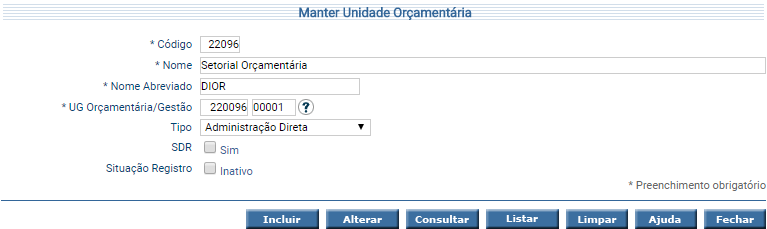 Manter Unidade Orçamentária
* Código 22096
* Nome Setorial Orçamentária
* Nome Abreviado DIOR
* UG Orçamentária/Gestão 220096 00001 ?
Tipo Administração Direta
SDR Sim
Situação Registro Inativo
* Preenchimento obrigatório
Incluir Alterar Consultar Listar Limpar Ajuda Fechar